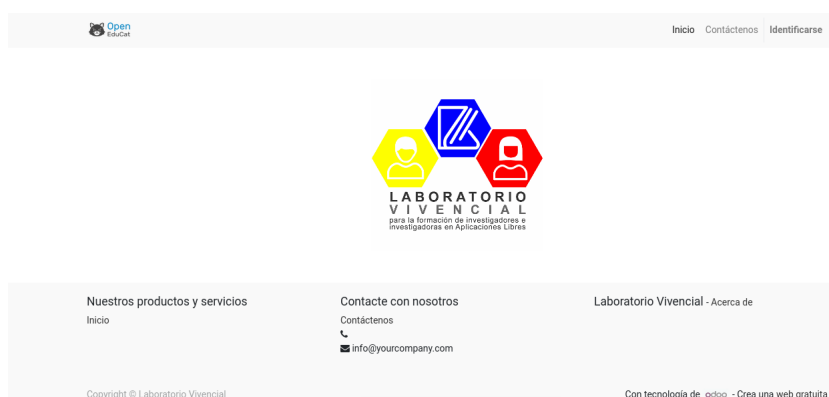 Open
EduCat
Inicio Contáctenos Identificarse
LABORATORIO
VIVENCIAL
para la formación de investigadores e
investigadoras en Aplicaciones Libres
Nuestros productos y servicios
Inicio
Contacte con nosotros
Contáctenos
info@yourcompany.com
Laboratorio Vivencial - Acerca de
Copyright © Laboratorio Vivencial
Con tecnología de odoo - Crea una web gratuita